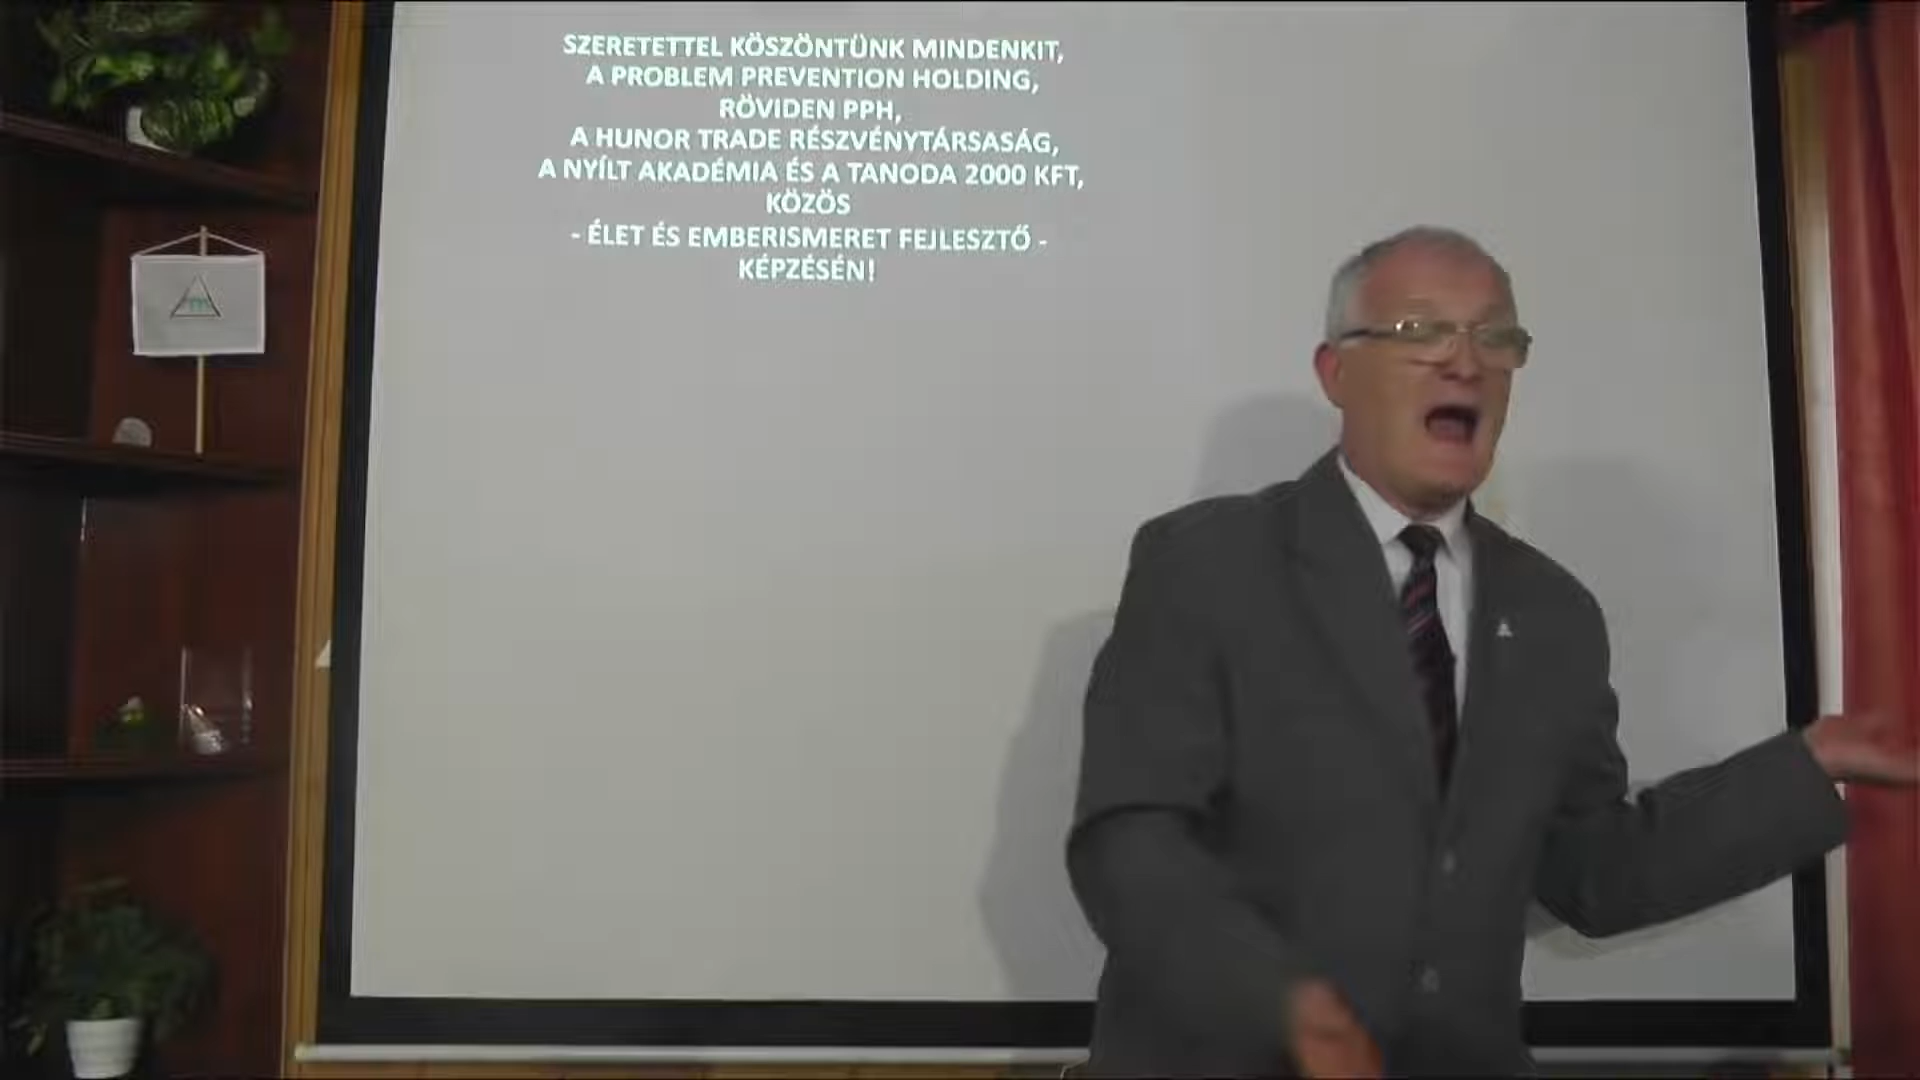 SZERETETTEL KÖSZÖNTÜNK MINDENKIT,
A PROBLEM PREVENTION HOLDING,
RÖVIDEN PPH,
A HUNOR TRADE RÉSZVÉNYTÁRSASÁG,
A NYÍLT AKADÉMIA ÉS A TANODA 2000 KFT,
KÖZÖS
- ÉLET ÉS EMBERISMERET FEJLESZTŐ -
KÉPZÉSÉN!